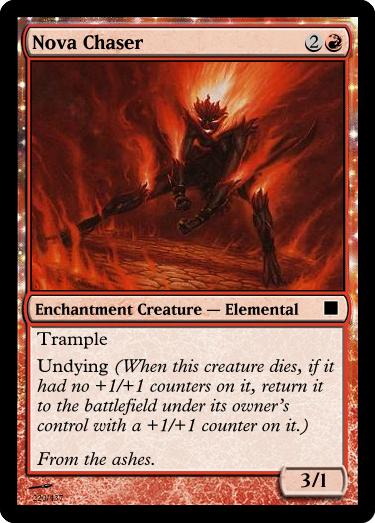 Nova Chaser 2
Enchantment Creature — Elemental
Trample
Undying (When this creature dies, if it
had no +1/+1 counters on it, return it
to the battlefield under its owner's
control with a +1/+1 counter on it.)
From the ashes.
3/1
220/437